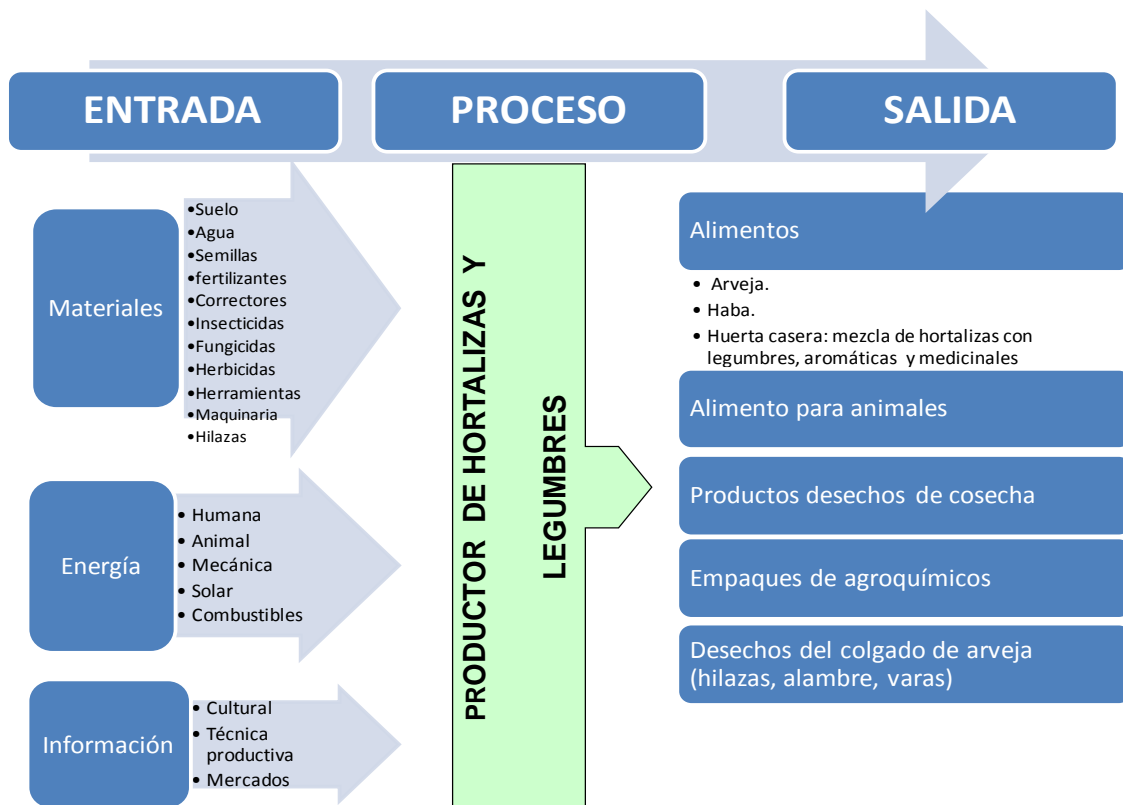 ENTRADA
PROCESO
SALIDA
Materiales
•Suelo
•Agua
•Semillas
•fertilizantes
•Correctores
•Insecticidas
•Fungicidas
•Herbicidas
•Herramientas
•Maquinaria
•Hilazas
Energía
• Humana
• Animal
• Mecánica
• Solar
• Combustibles
Información
• Cultural
• Técnica
productiva
• Mercados
PRODUCTOR DE HORTALIZAS Y
LEGUMBRES
Alimentos
• Arveja.
• Haba.
• Huerta casera: mezcla de hortalizas con
legumbres, aromáticas y medicinales
Alimento para animales
Productos desechos de cosecha
Empaques de agroquímicos
Desechos del colgado de arveja
(hilazas, alambre, varas)